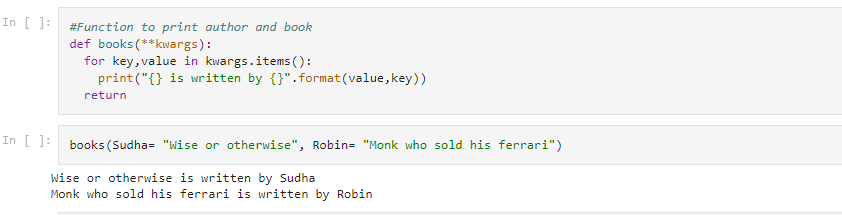 In [ ]:
#Function to print author and book
def books(**kwargs):
  for key,value in kwargs.items():
    print("{} is written by {}".format(value,key))
  return
In [ ]:
books(Sudha= "Wise or otherwise", Robin= "Monk who sold his ferrari")
Wise or otherwise is written by Sudha
Monk who sold his ferrari is written by Robin